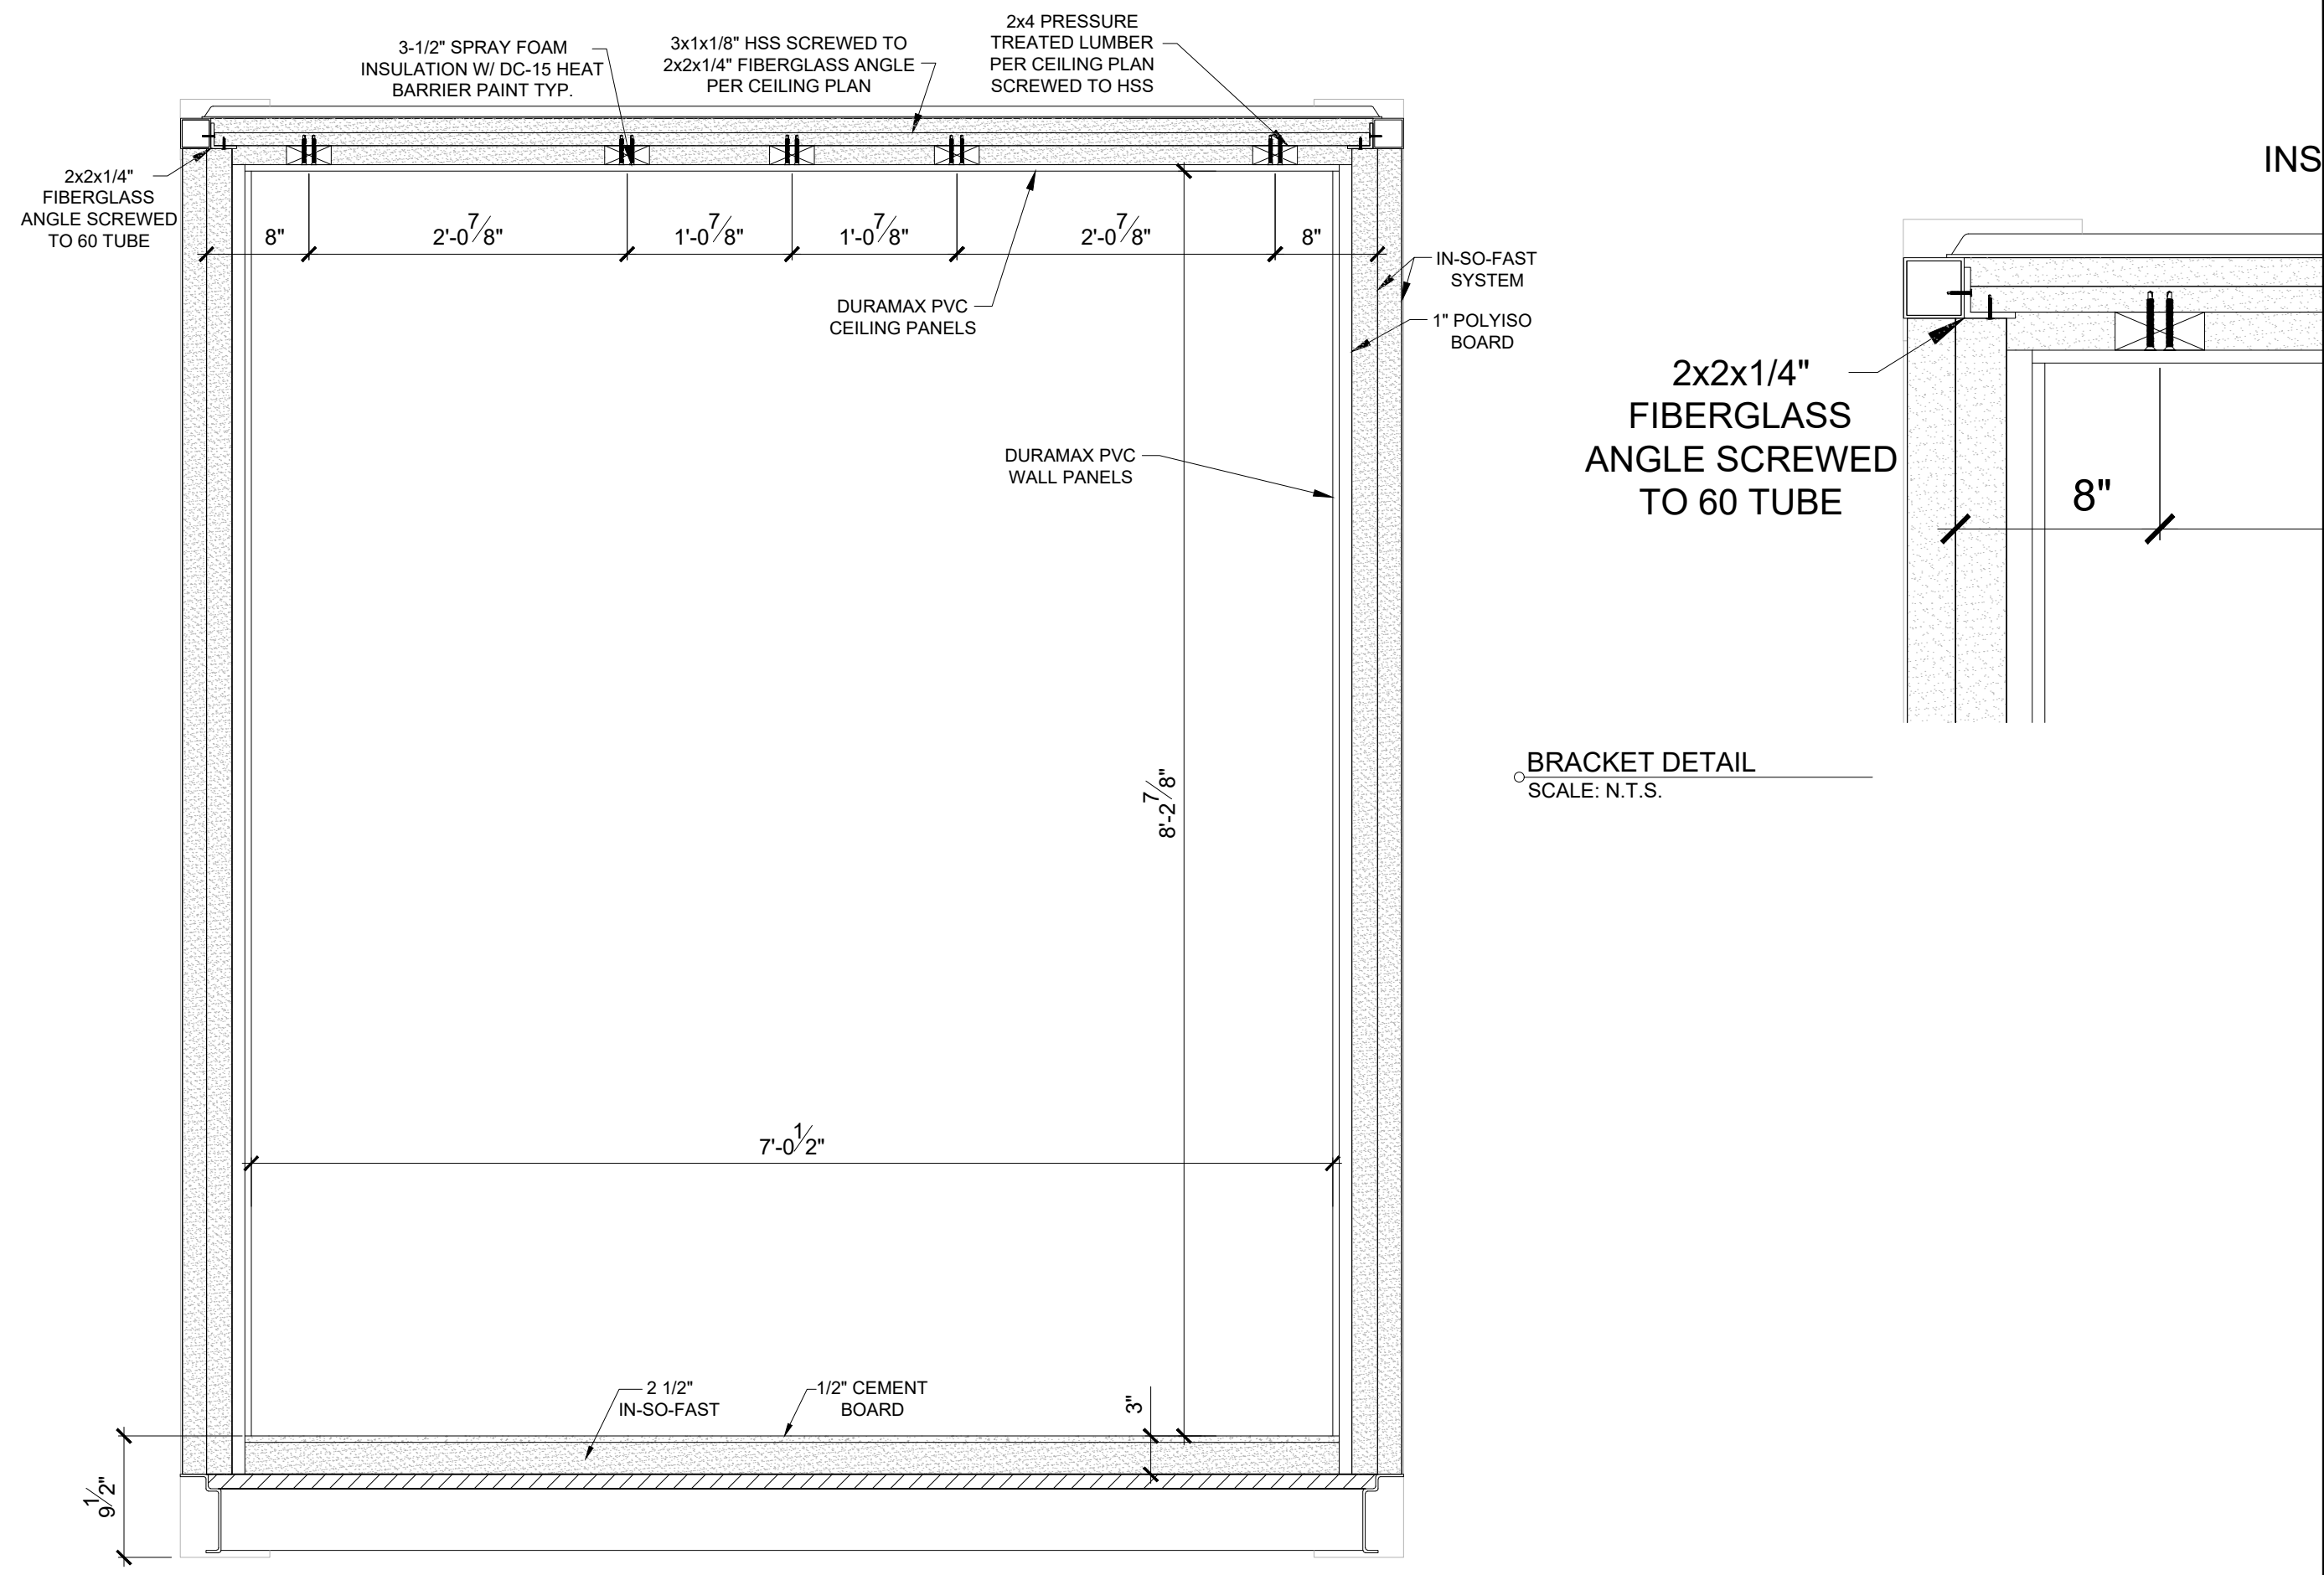 3-1/2" SPRAY FOAM
INSULATION W/ DC-15 HEAT
BARRIER PAINT TYP.
3x1x1/8" HSS SCREWED TO
2x2x1/4" FIBERGLASS ANGLE
PER CEILING PLAN
2x4 PRESSURE
TREATED LUMBER
PER CEILING PLAN
SCREWED TO HSS
2x2x1/4"
FIBERGLASS
ANGLE SCREWED
TO 60 TUBE
8"
2'-0 7/8"
1'-0 7/8"
1'-0 7/8"
2'-0 7/8"
8"
DURAMAX PVC
CEILING PANELS
IN-SO-FAST
SYSTEM
1" POLYISO
BOARD
DURAMAX PVC
WALL PANELS
8'-2 7/8"
7'-0 1/2"
2 1/2"
IN-SO-FAST
1/2" CEMENT
BOARD
3"
9 1/2"
INS
2x2x1/4"
FIBERGLASS
ANGLE SCREWED
TO 60 TUBE
8"
BRACKET DETAIL
SCALE: N.T.S.